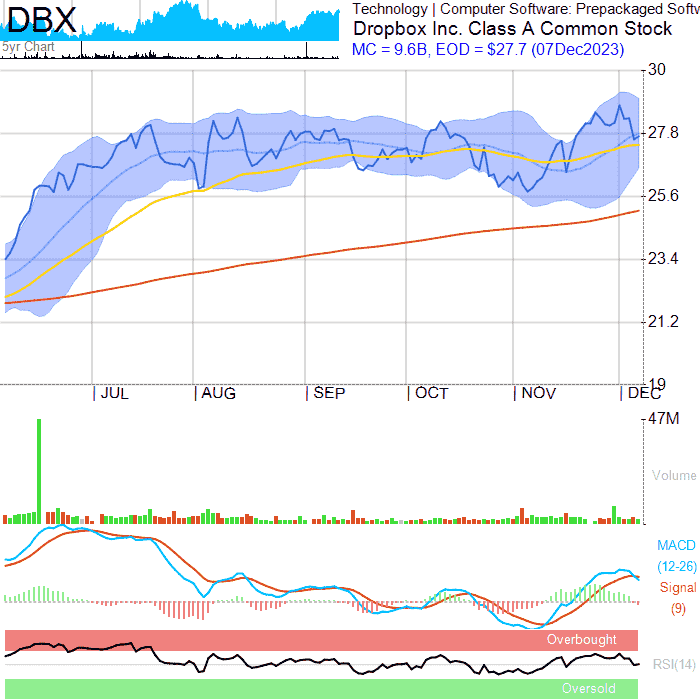 DBX
Technology | Computer Software: Prepackaged Softw
Dropbox Inc. Class A Common Stock
5yr Chart
MC = 9.6B, EOD = $27.7 (07Dec2023)
30
27.8
25.6
23.4
21.2
19
JUL AUG SEP OCT NOV DEC
47M
Volume
MACD
(12-26)
Signal
(9)
Overbought
RSI(14)
Oversold